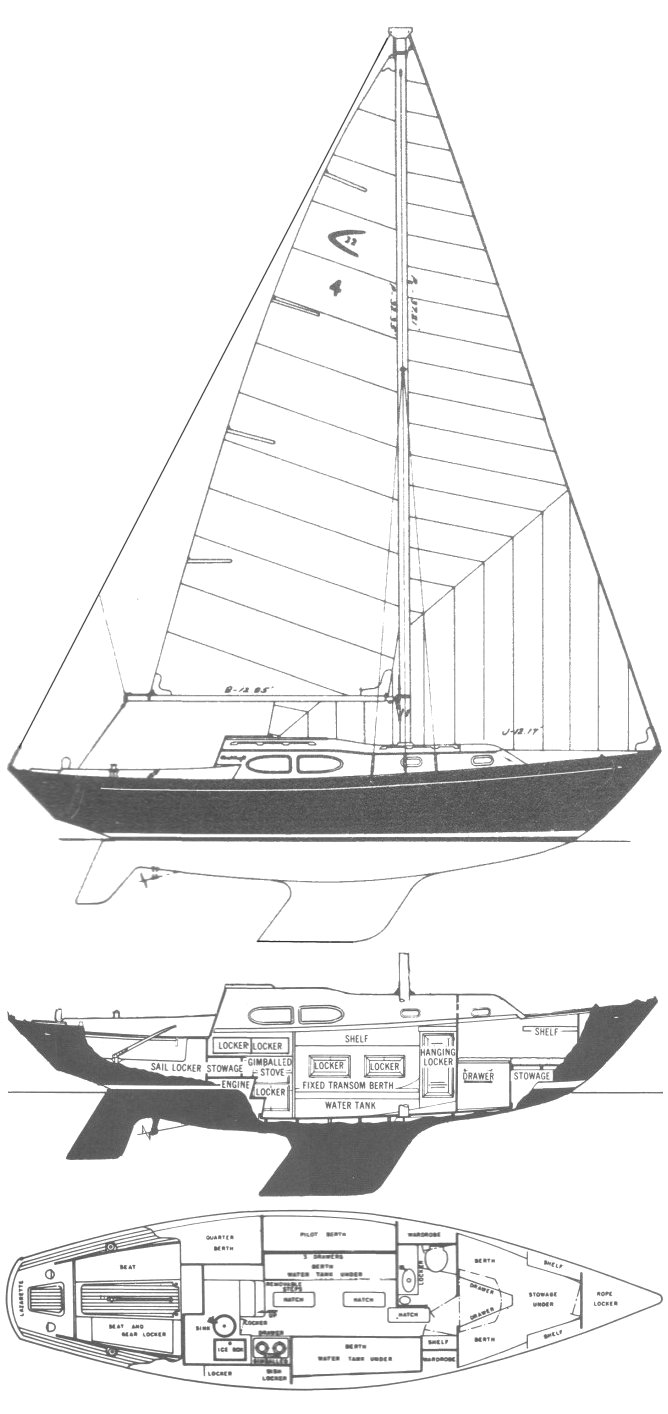 22
4
B-12.85'
J-12.17'
SHELF
LOCKER LOCKER
SHELF
HANGING
LOCKER
SAIL LOCKER
STOWAGE
GIMBALLED
STOVE
LOCKER
LOCKER
DRAWER
STOWAGE
ENGINE
LOCKER
FIXED TRANSOM BERTH
WATER TANK
QUARTER
BERTH
PILOT BERTH
WARDROBE
SEAT
3 DRAWERS
BERTH
WATER TANK UNDER
LOCKER
BERTH
SHELF
LAZARETTE
REMOVABLE
STEPS
HATCH
HATCH
HATCH
DRAWER
DRAWER
STOWAGE
UNDER
ROPE
LOCKER
UP
LOCKER
SEAT AND
GEAR LOCKER
SINK
DRAWER
ICE BOX
GIMBALLED
BERTH
WATER TANK UNDER
SHELF
WARDROBE
BERTH
SHELF
LOCKER
DISH
LOCKER